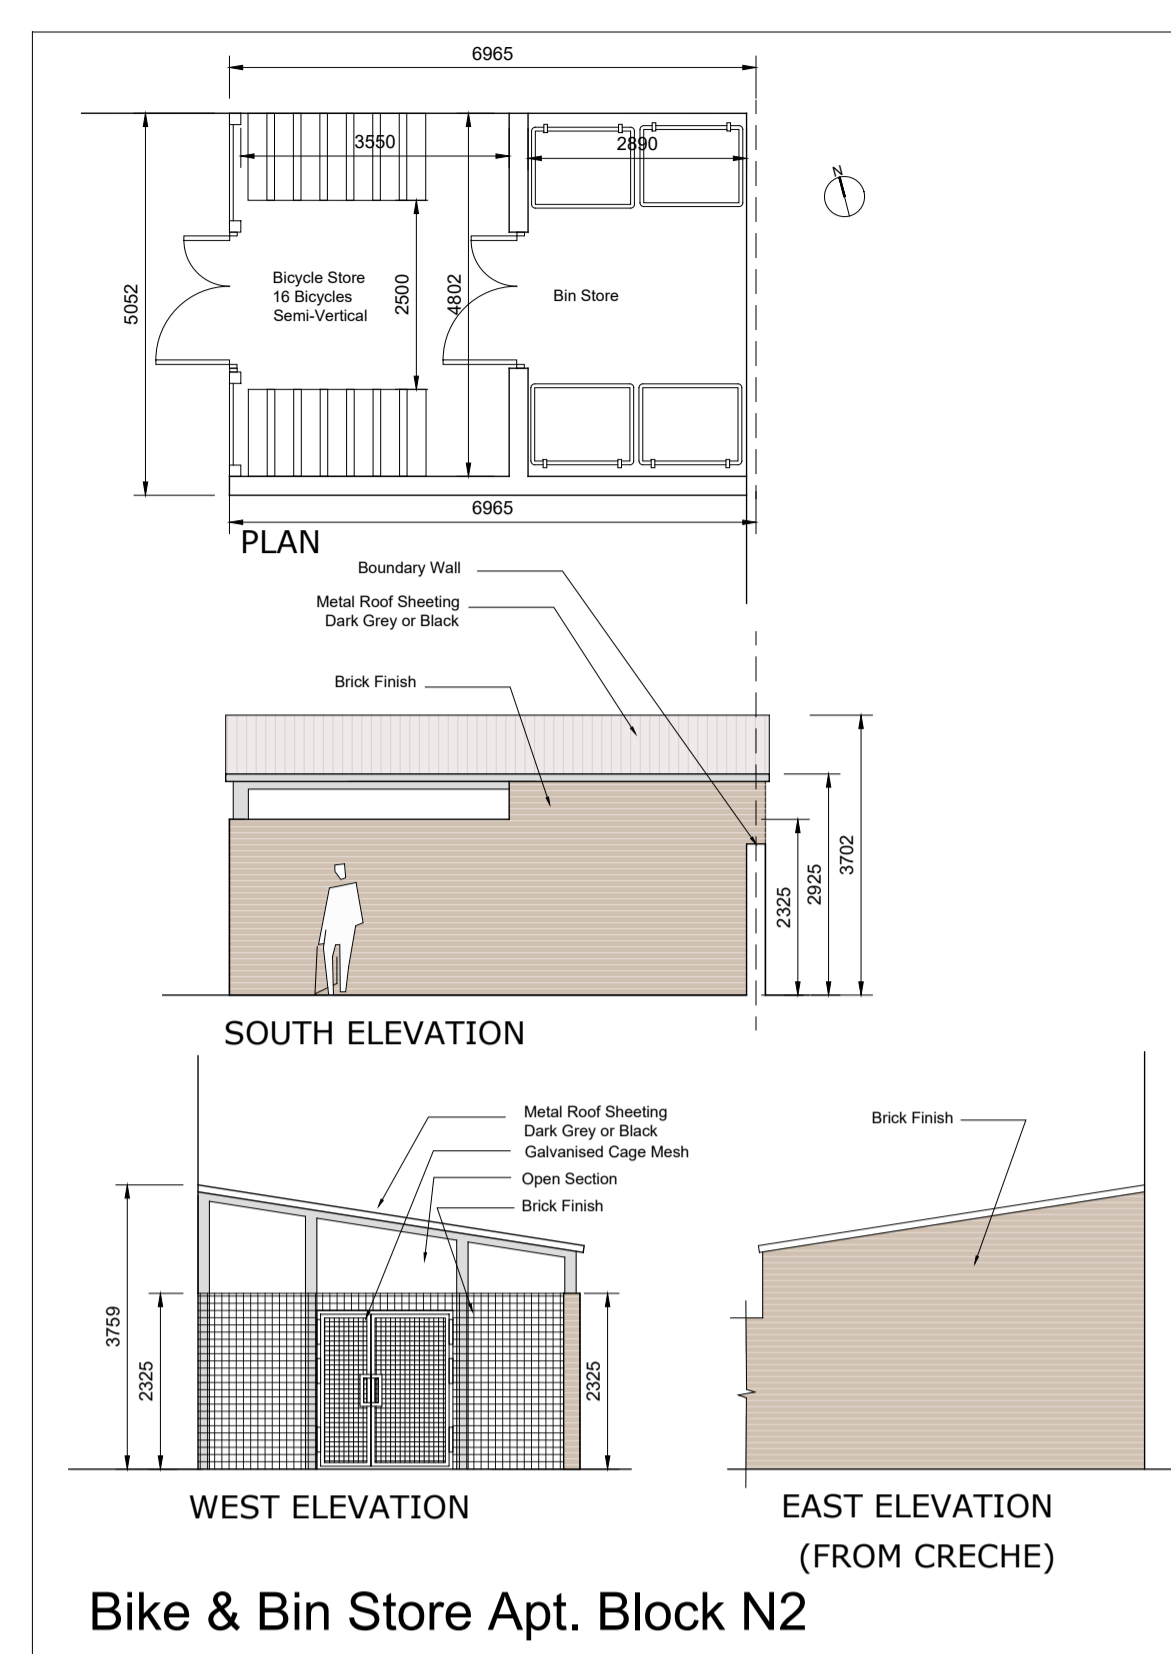 6965
3550
2890
N
5052
Bicycle Store
16 Bicycles
Semi-Vertical
2500
4802
Bin Store
6965
PLAN
Boundary Wall
Metal Roof Sheeting
Dark Grey or Black
Brick Finish
2325
2925
3702
SOUTH ELEVATION
Metal Roof Sheeting
Dark Grey or Black
Galvanised Cage Mesh
Open Section
Brick Finish
3759
2325
2325
WEST ELEVATION
Brick Finish
EAST ELEVATION
(FROM CRECHE)
Bike & Bin Store Apt. Block N2